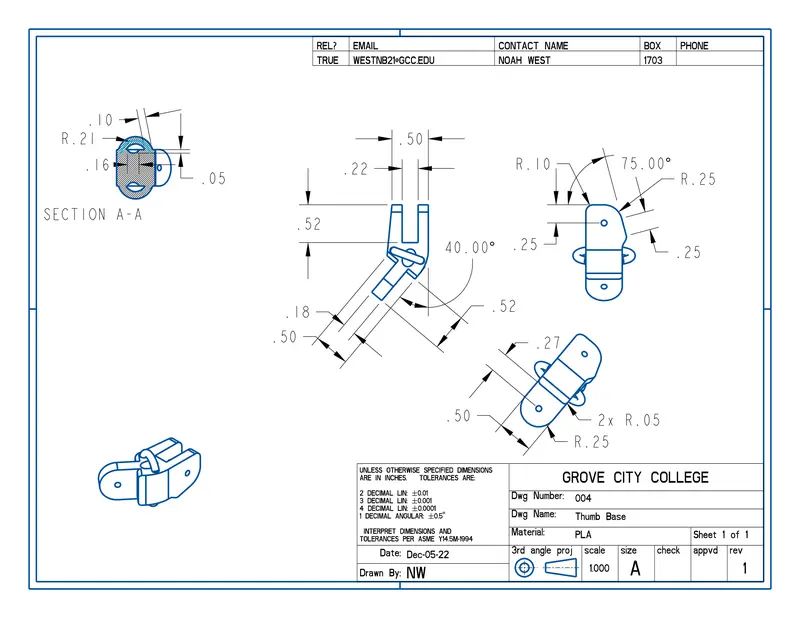 REL? EMAIL CONTACT NAME BOX PHONE
TRUE WESTNB21@GCC.EDU NOAH WEST 1703
.10
R.21
.16
.05
SECTION A-A
.50
.22
.52
40.00°
.18
.50
.52
R.10
75.00°
R.25
.25
.25
.27
.50
2x R.05
R.25
UNLESS OTHERWISE SPECIFIED DIMENSIONS
ARE IN INCHES. TOLERANCES ARE:
2 DECIMAL LIN: ±0.01
3 DECIMAL LIN: ±0.001
4 DECIMAL LIN: ±0.0001
1 DECIMAL ANGULAR: ±0.5°
INTERPRET DIMENSIONS AND
TOLERANCES PER ASME Y14.5M-1994
Date: Dec-05-22
Drawn By: NW
GROVE CITY COLLEGE
Dwg Number: 004
Dwg Name: Thumb Base
Material: PLA Sheet 1 of 1
3rd angle proj scale size check appvd rev
1.000 A 1